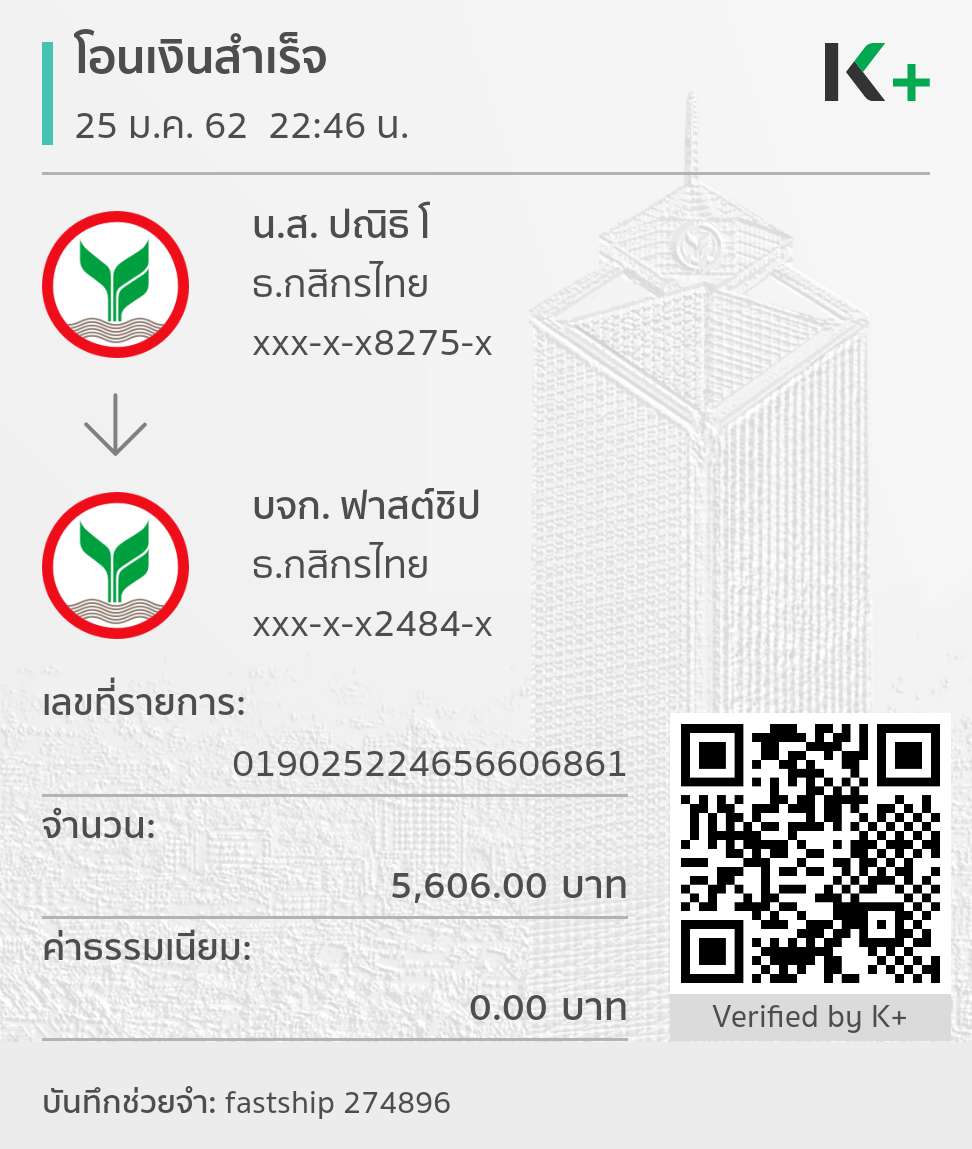 โอนเงินสำเร็จ
25 ม.ค. 62  22:46 น.
K+
น.ส. ปณิธิ โ
ธ.กสิกรไทย
xxx-x-x8275-x
บจก. ฟาสต์ชิป
ธ.กสิกรไทย
xxx-x-x2484-x
เลขที่รายการ:
019025224656606861
จำนวน:
5,606.00 บาท
ค่าธรรมเนียม:
0.00 บาท
Verified by K+
บันทึกช่วยจำ: fastship 274896